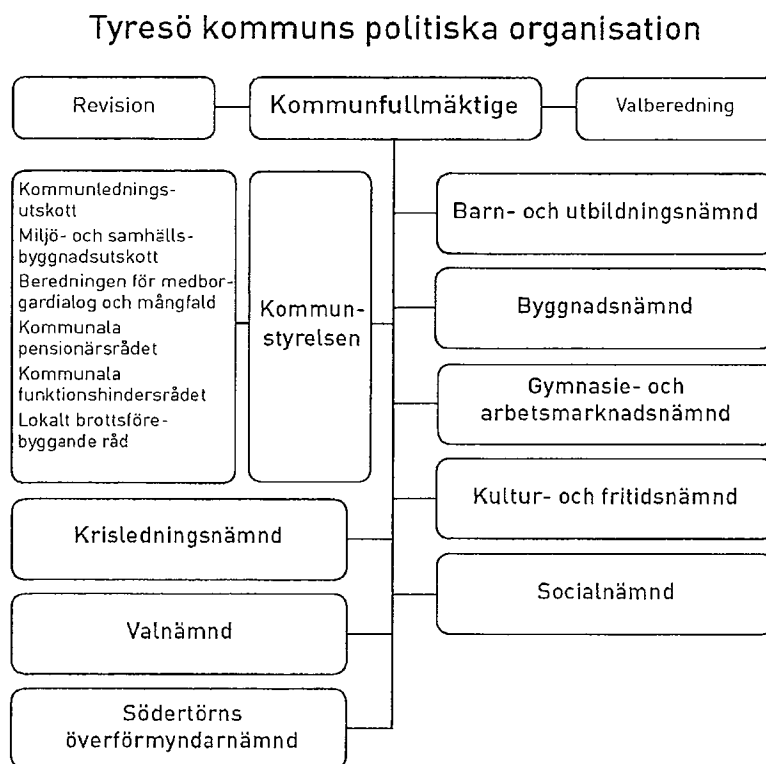 Tyresö kommuns politiska organisation
Revision
Kommunfullmäktige
Valberedning
Kommunlednings-
utskott
Miljö- och samhälls-
byggnadsutskott
Beredningen för medbor-
gardialog och mångfald
Kommunala
pensionärsrådet
Kommunala
funktionshindersrådet
Lokalt brottsföre-
byggande råd
Kommun-
styrelsen
Barn- och utbildningsnämnd
Byggnadsnämnd
Gymnasie- och
arbetsmarknadsnämnd
Kultur- och fritidsnämnd
Socialnämnd
Krisledningsnämnd
Valnämnd
Södertörns
överförmyndarnämnd